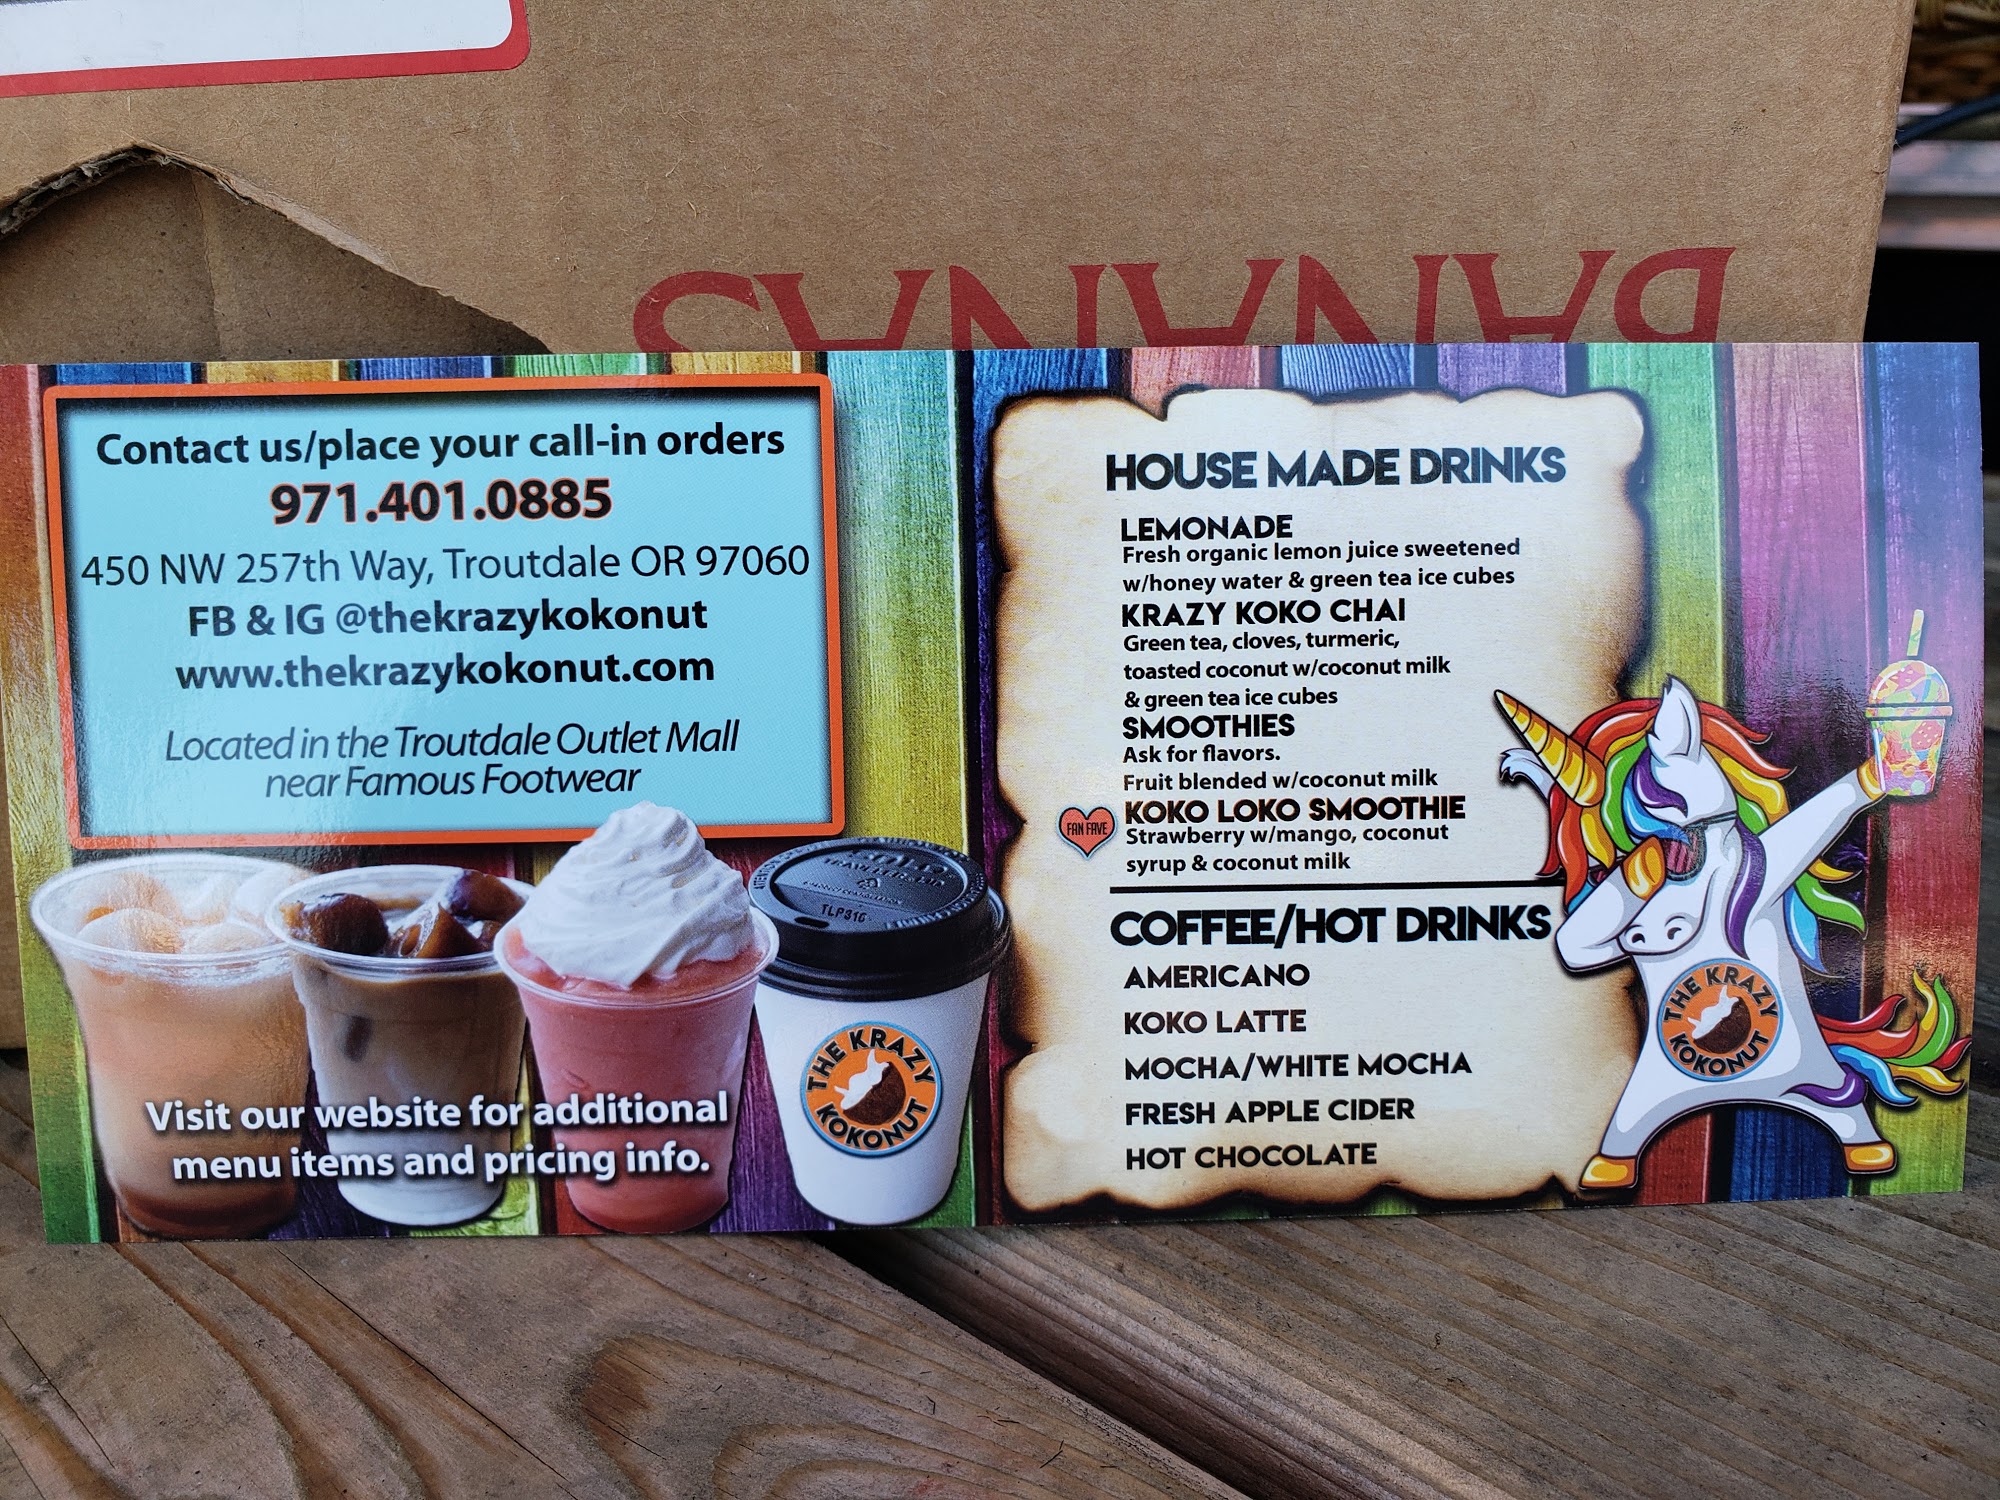 BANANAS
Contact us/place your call-in orders
971.401.0885
450 NW 257th Way, Troutdale OR 97060
FB & IG @thekrazykokonut
www.thekrazykokonut.com
Located in the Troutdale Outlet Mall
near Famous Footwear
TLP316
THE KRAZY
KOKONUT
Visit our website for additional
menu items and pricing info.
HOUSE MADE DRINKS
LEMONADE
Fresh organic lemon juice sweetened
w/honey water & green tea ice cubes
KRAZY KOKO CHAI
Green tea, cloves, turmeric,
toasted coconut w/coconut milk
& green tea ice cubes
SMOOTHIES
Ask for flavors.
Fruit blended w/coconut milk
FAN FAVE
KOKO LOKO SMOOTHIE
Strawberry w/mango, coconut
syrup & coconut milk
COFFEE/HOT DRINKS
AMERICANO
KOKO LATTE
MOCHA/WHITE MOCHA
FRESH APPLE CIDER
HOT CHOCOLATE
THE KRAZY
KOKONUT